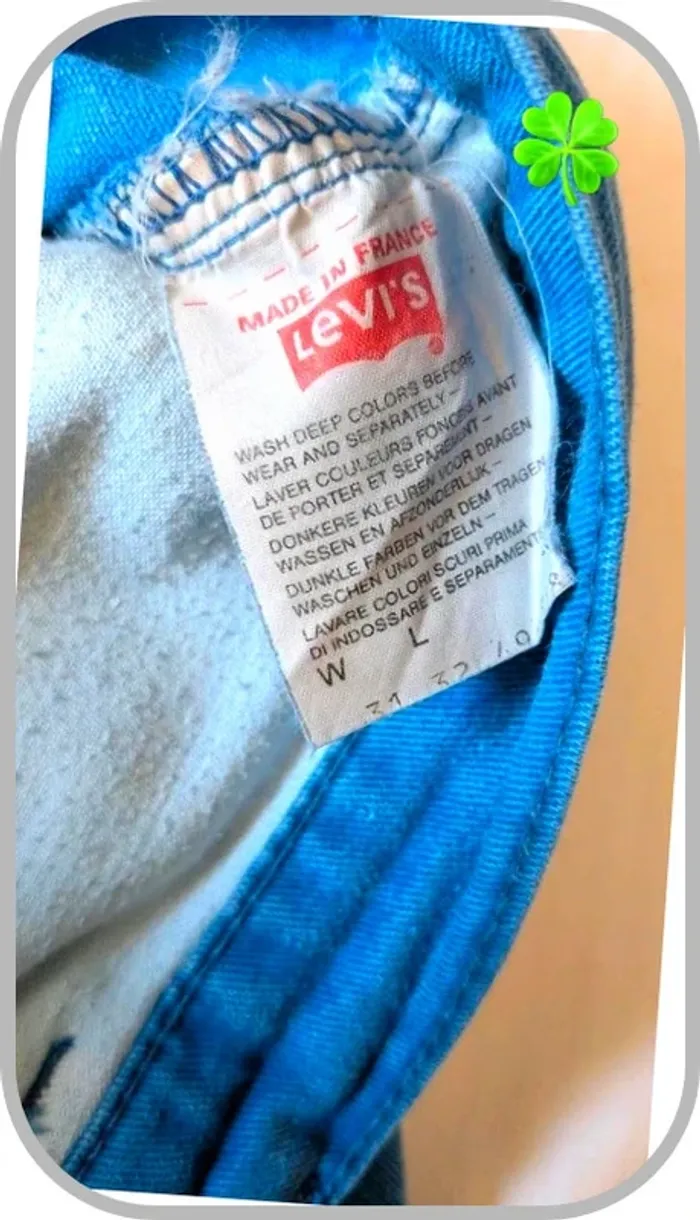 MADE IN FRANCE
LEVI'S
®
WASH DEEP COLORS BEFORE
WEAR AND SEPARATELY –
LAVER COULEURS FONCÉES AVANT
DE PORTER ET SÉPARÉMENT –
DONKERE KLEUREN VOOR DRAGEN
WASSEN EN AFZONDERLIJK –
DUNKLE FARBEN VOR DEM TRAGEN
WASCHEN UND EINZELN –
LAVARE COLORI SCURI PRIMA
DI INDOSSARE E SEPARAMENTE
W L
31 32